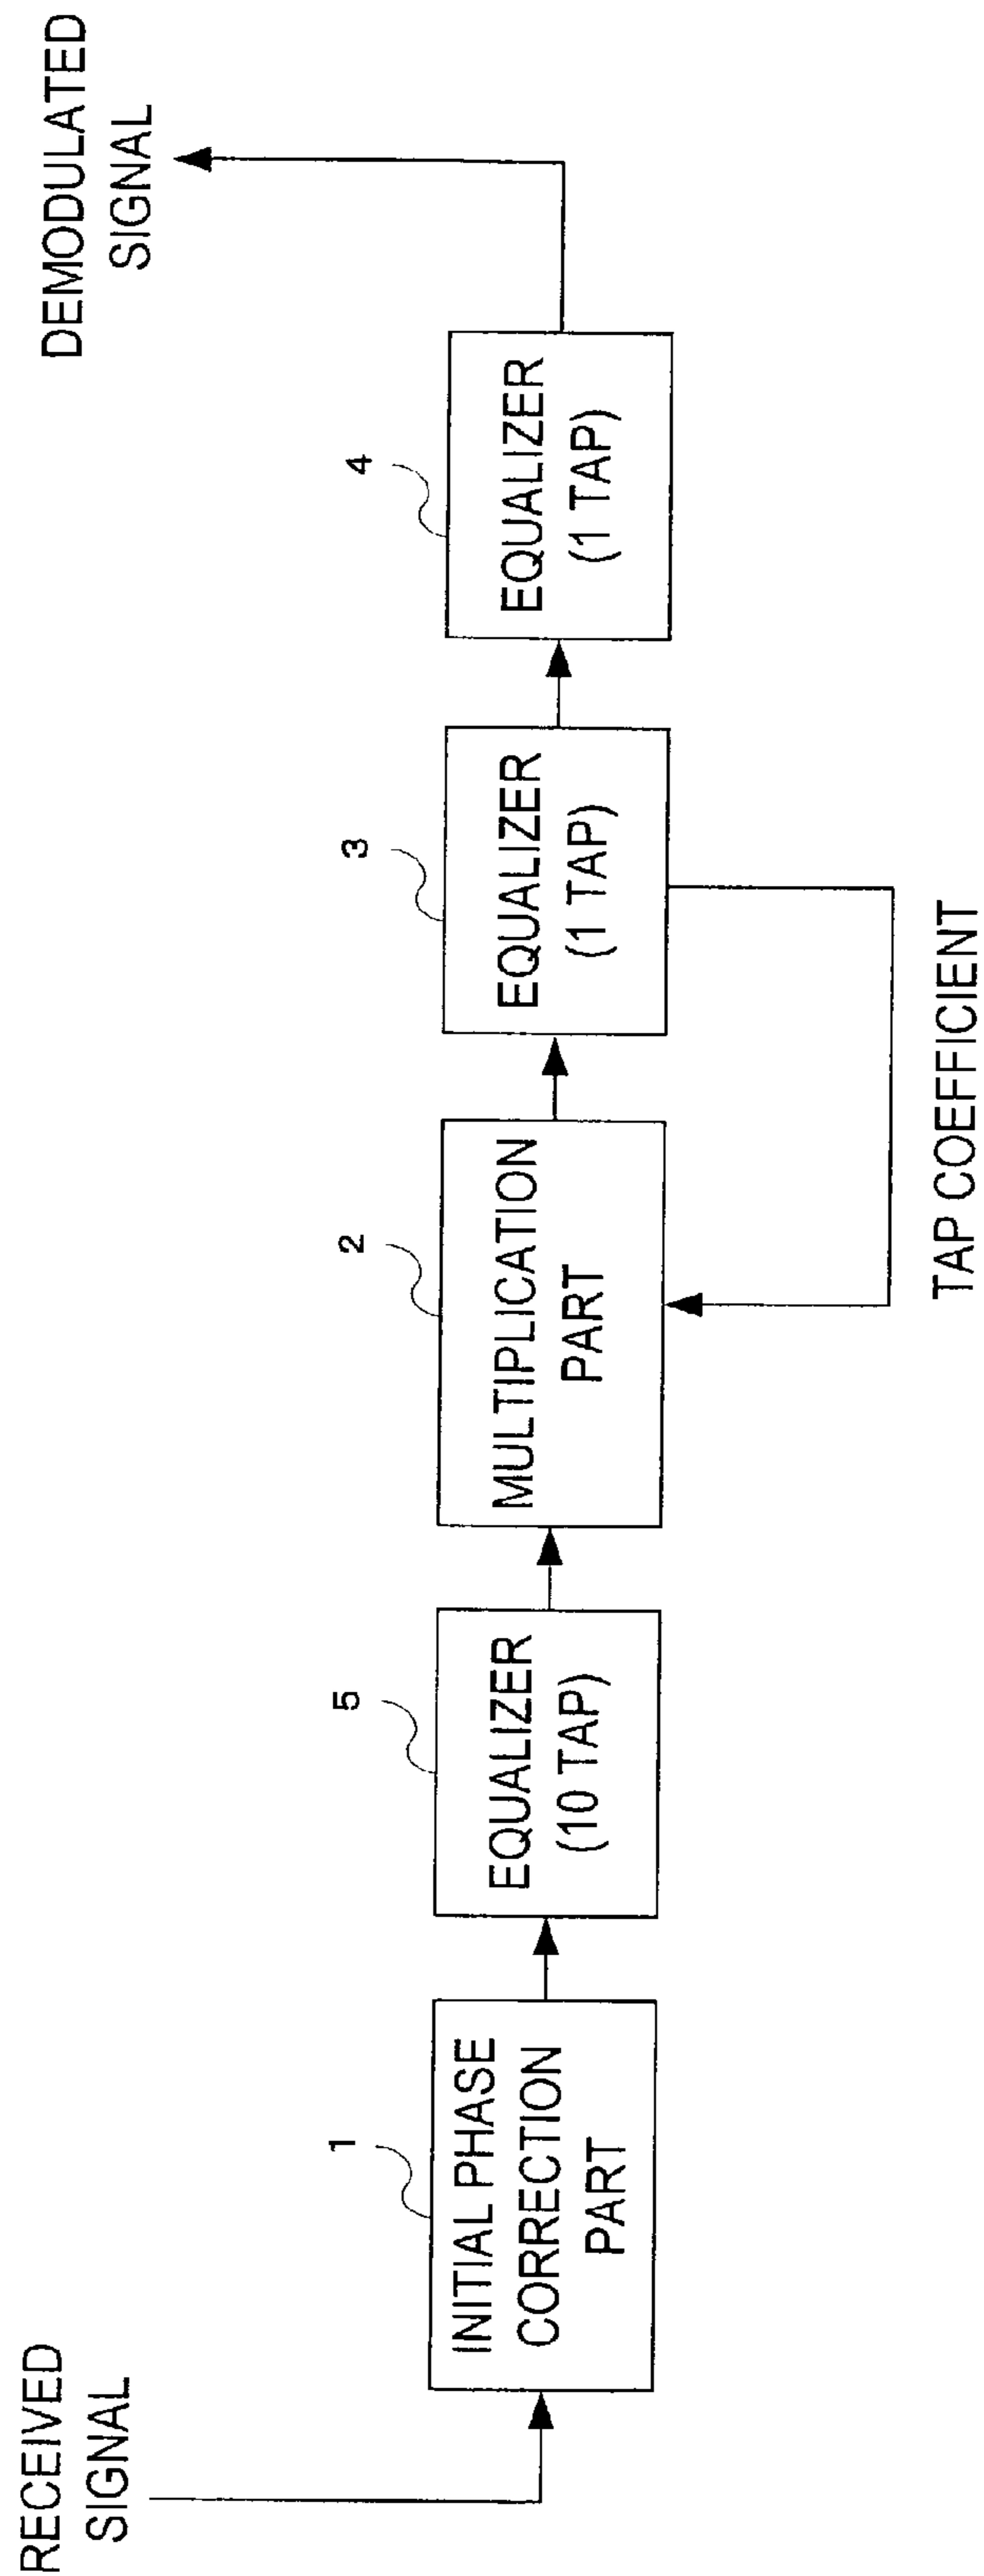 RECEIVED
SIGNAL
1
INITIAL PHASE
CORRECTION
PART
5
EQUALIZER
(10 TAP)
2
MULTIPLICATION
PART
3
EQUALIZER
(1 TAP)
TAP COEFFICIENT
4
EQUALIZER
(1 TAP)
DEMODULATED
SIGNAL